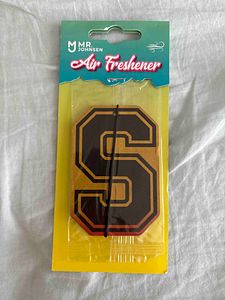 MR.
JOHNSEN
Air Freshener
S